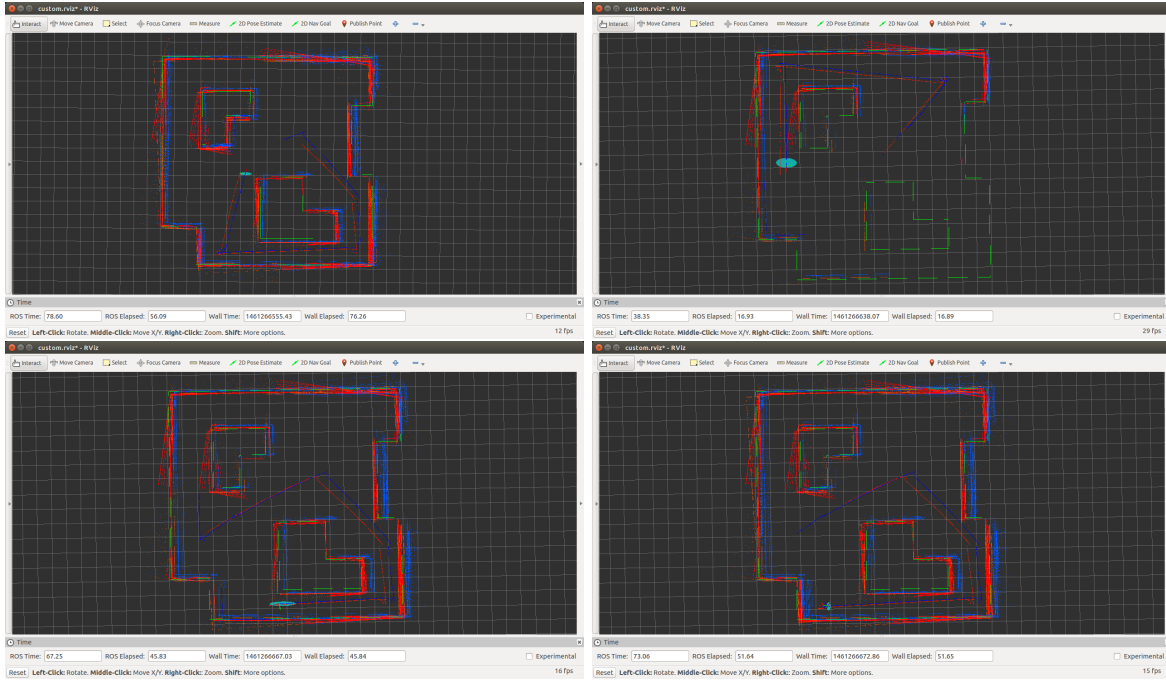 custom.rviz* - RViz
Interact Move Camera Select Focus Camera Measure 2D Pose Estimate 2D Nav Goal Publish Point
Time
ROS Time: 78.60 ROS Elapsed: 56.09 Wall Time: 1461266555.43 Wall Elapsed: 76.26 Experimental
Reset Left-Click: Rotate. Middle-Click: Move X/Y. Right-Click: Zoom. Shift: More options. 12 fps
custom.rviz* - RViz
Interact Move Camera Select Focus Camera Measure 2D Pose Estimate 2D Nav Goal Publish Point
Time
ROS Time: 38.35 ROS Elapsed: 16.93 Wall Time: 1461266638.07 Wall Elapsed: 16.89 Experimental
Reset Left-Click: Rotate. Middle-Click: Move X/Y. Right-Click: Zoom. Shift: More options. 29 fps
custom.rviz* - RViz
Interact Move Camera Select Focus Camera Measure 2D Pose Estimate 2D Nav Goal Publish Point
Time
ROS Time: 67.25 ROS Elapsed: 45.83 Wall Time: 1461266667.03 Wall Elapsed: 45.84 Experimental
Reset Left-Click: Rotate. Middle-Click: Move X/Y. Right-Click: Zoom. Shift: More options. 16 fps
custom.rviz* - RViz
Interact Move Camera Select Focus Camera Measure 2D Pose Estimate 2D Nav Goal Publish Point
Time
ROS Time: 73.06 ROS Elapsed: 51.64 Wall Time: 1461266672.86 Wall Elapsed: 51.65 Experimental
Reset Left-Click: Rotate. Middle-Click: Move X/Y. Right-Click: Zoom. Shift: More options. 15 fps